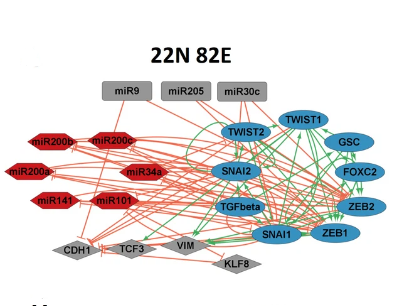 22N 82E
miR9
miR205
miR30c
TWIST1
TWIST2
GSC
miR200b
miR200c
miR200a
miR34a
SNAI2
FOXC2
miR141
miR101
TGFbeta
ZEB2
SNAI1
ZEB1
CDH1
TCF3
VIM
KLF8